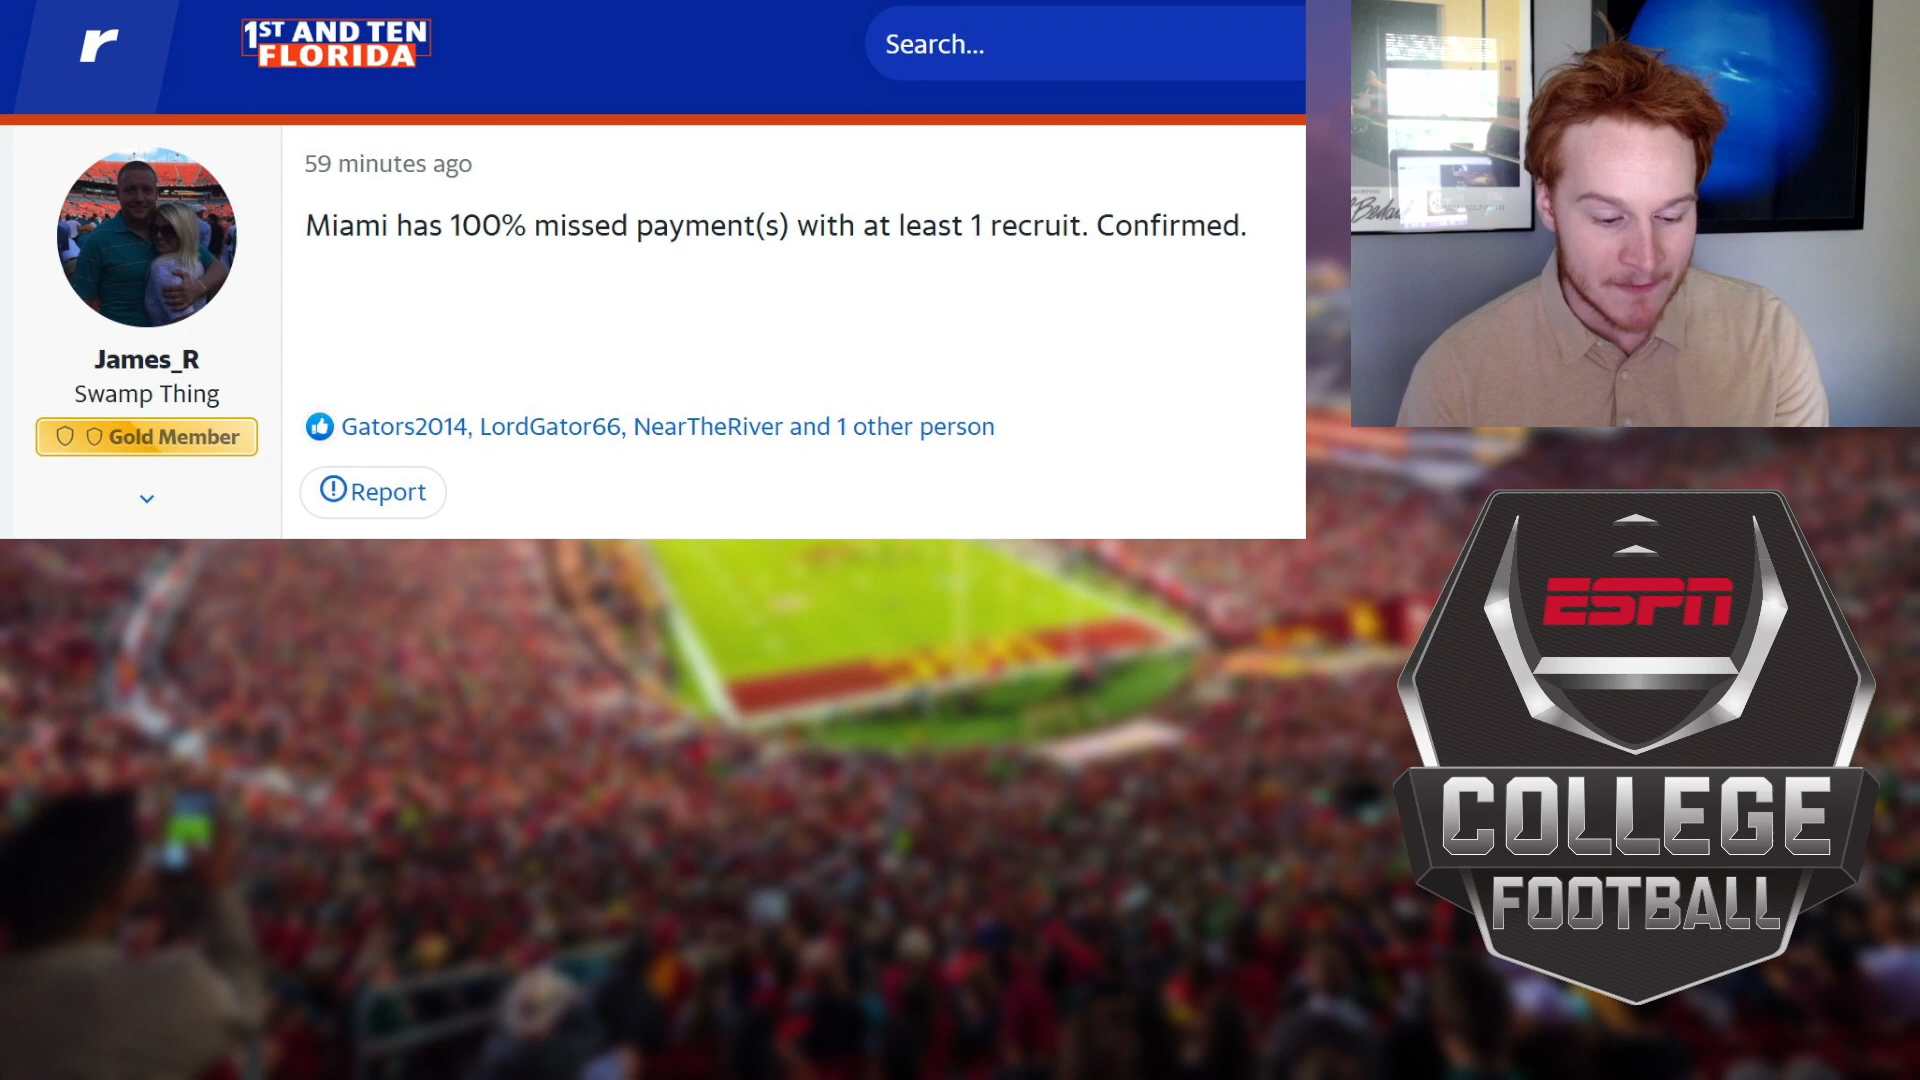 r
1ST AND TEN
FLORIDA
Search...
59 minutes ago
Miami has 100% missed payment(s) with at least 1 recruit. Confirmed.
James_R
Swamp Thing
Gold Member
Gators2014, LordGator66, NearTheRiver and 1 other person
Report
ESPN
COLLEGE
FOOTBALL